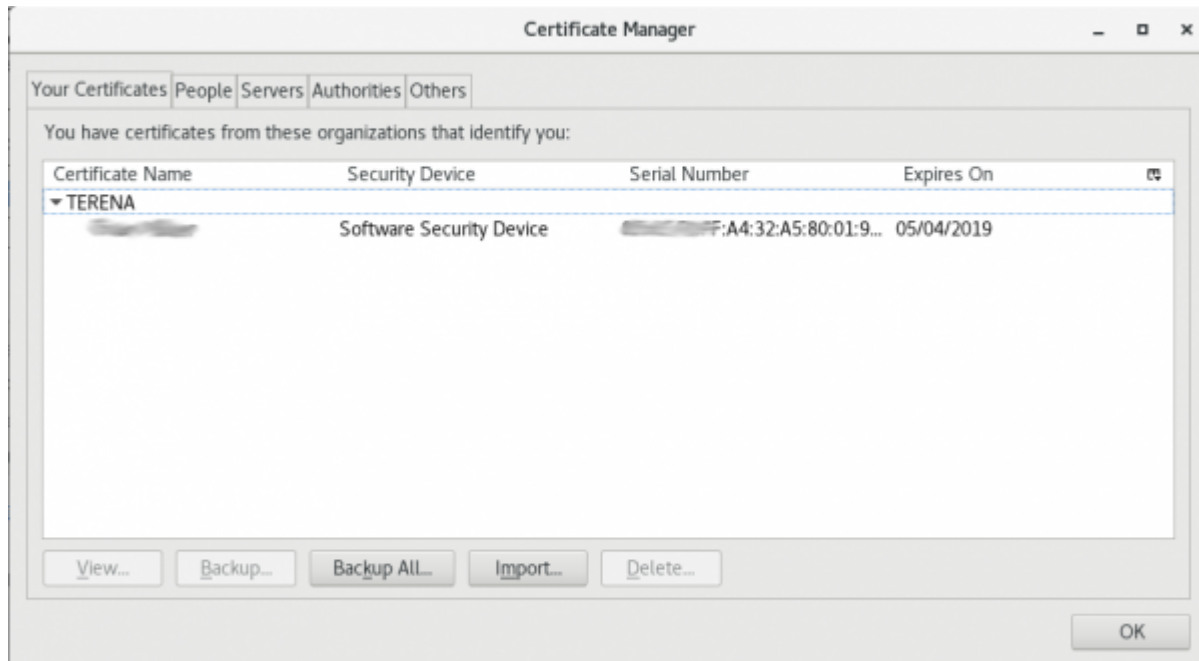 Certificate Manager
Your Certificates People Servers Authorities Others
You have certificates from these organizations that identify you:
Certificate Name Security Device Serial Number Expires On
TERENA
Software Security Device F:A4:32:A5:80:01:9... 05/04/2019
View... Backup... Backup All... Import... Delete...
OK